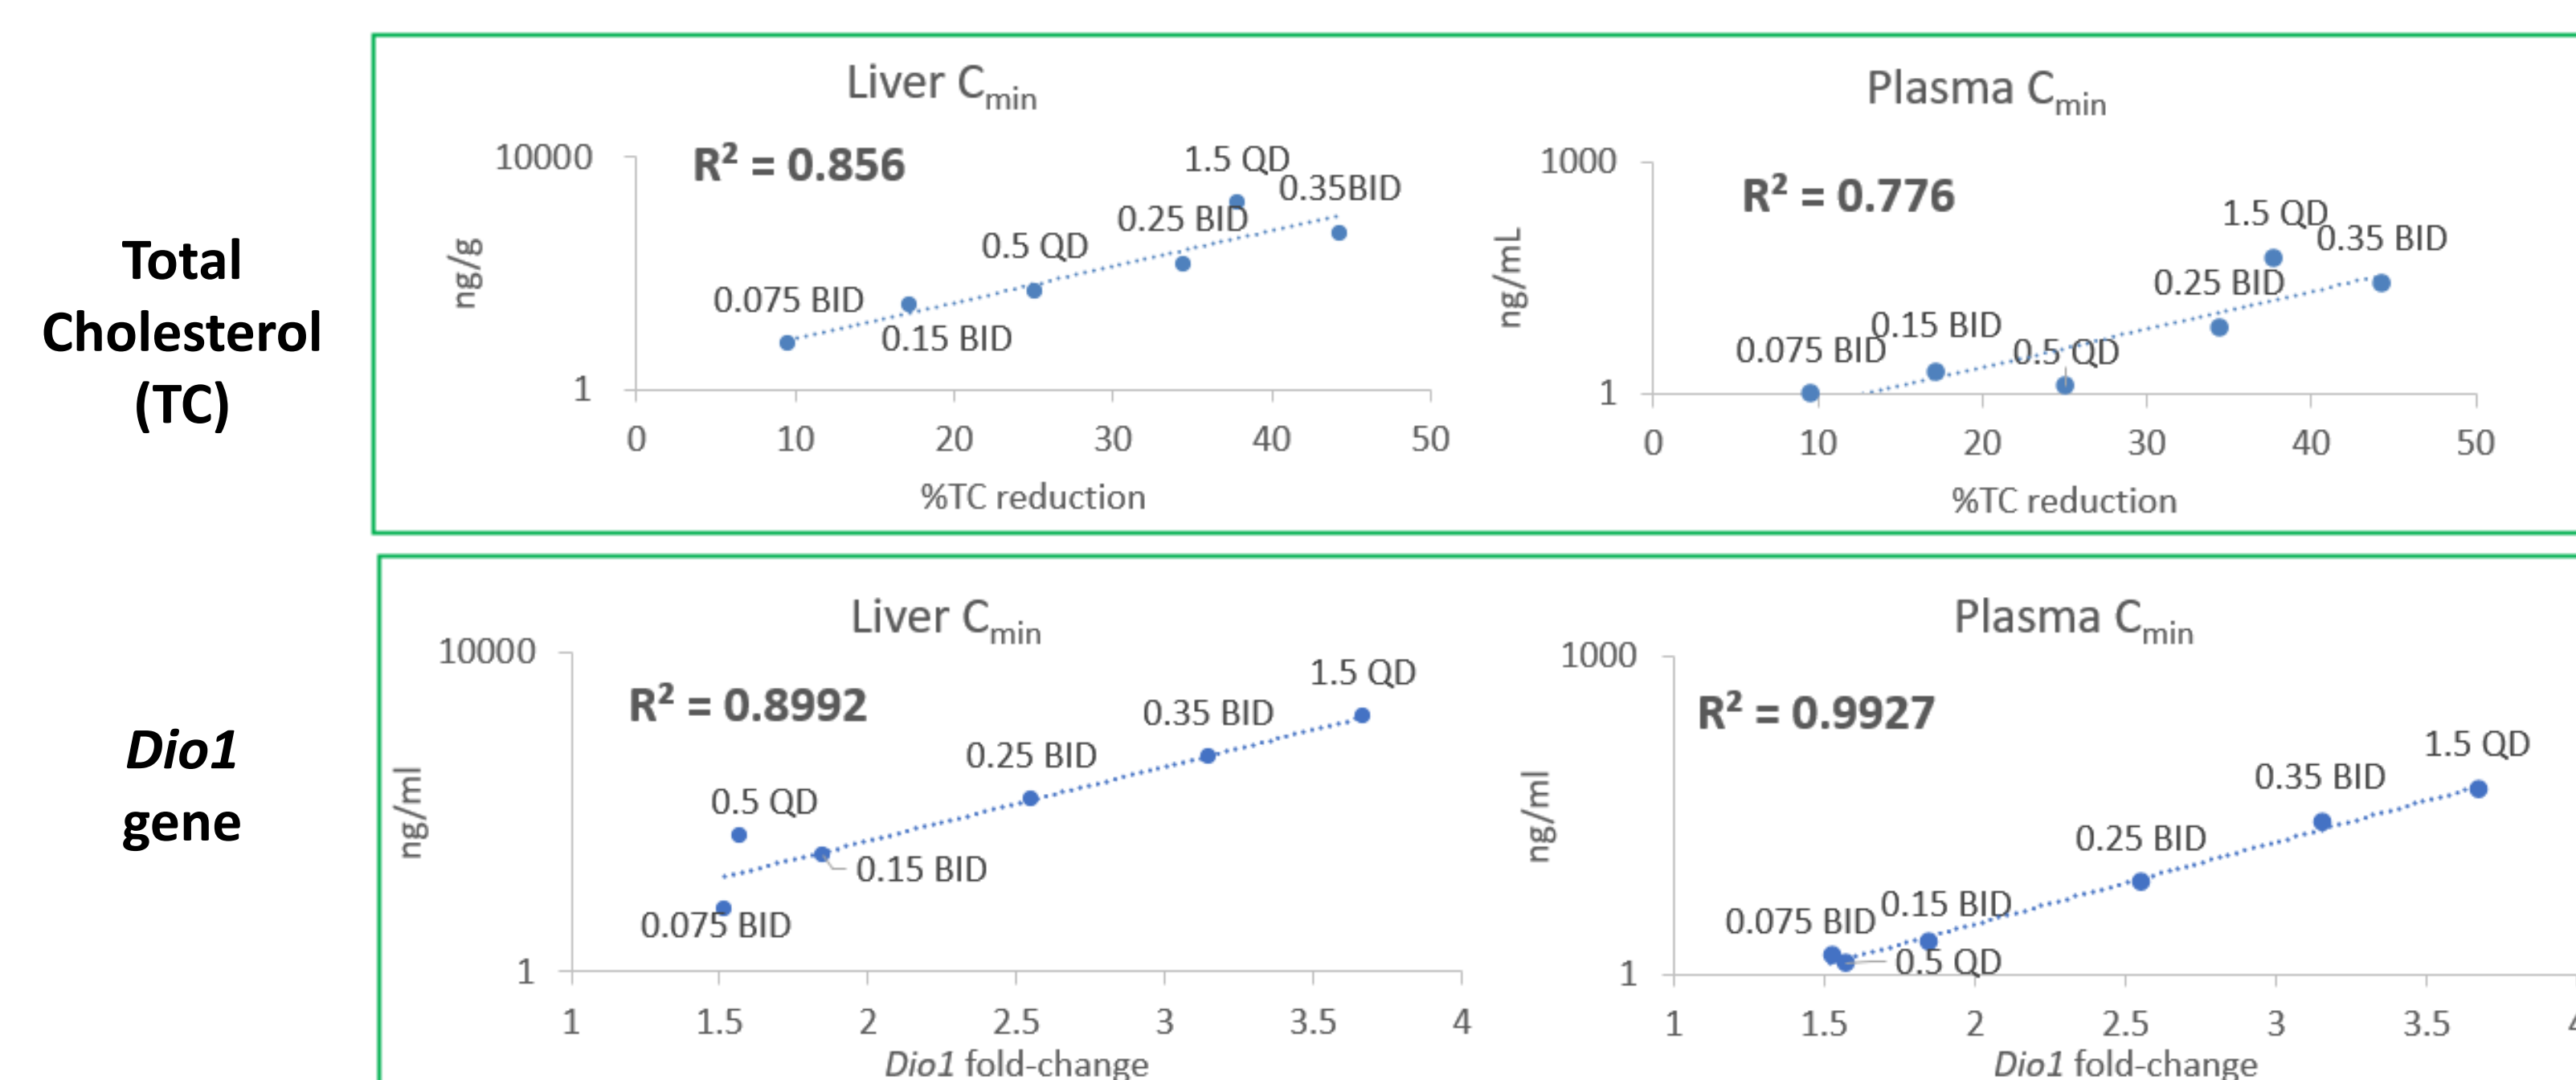 Total
Cholesterol
(TC)
Liver Cmin
R² = 0.856
10000
1
ng/g
0.075 BID
0.15 BID
0.5 QD
0.25 BID
1.5 QD
0.35BID
0 10 20 30 40 50
%TC reduction
Plasma Cmin
R² = 0.776
1000
1
ng/mL
0.075 BID
0.15 BID
0.5 QD
0.25 BID
1.5 QD
0.35 BID
0 10 20 30 40 50
%TC reduction
Dio1
gene
Liver Cmin
R² = 0.8992
10000
1
ng/ml
0.075 BID
0.5 QD
0.15 BID
0.25 BID
0.35 BID
1.5 QD
1 1.5 2 2.5 3 3.5 4
Dio1 fold-change
Plasma Cmin
R² = 0.9927
1000
1
ng/ml
0.075 BID
0.15 BID
0.5 QD
0.25 BID
0.35 BID
1.5 QD
1 1.5 2 2.5 3 3.5 4
Dio1 fold-change